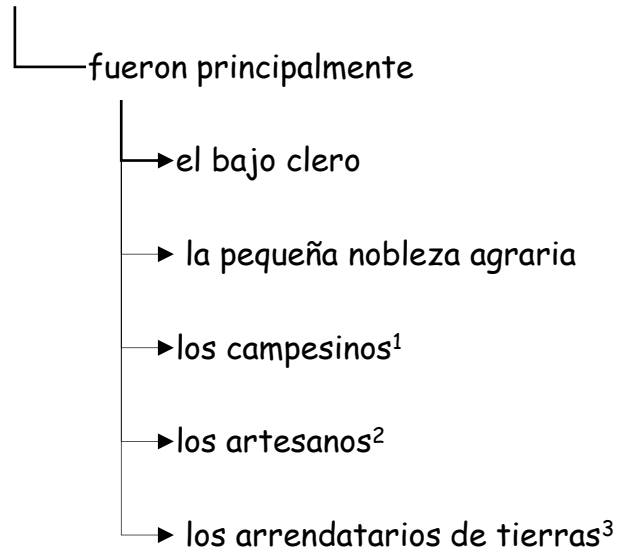 fueron principalmente
el bajo clero
la pequeña nobleza agraria
los campesinos¹
los artesanos²
los arrendatarios de tierras³